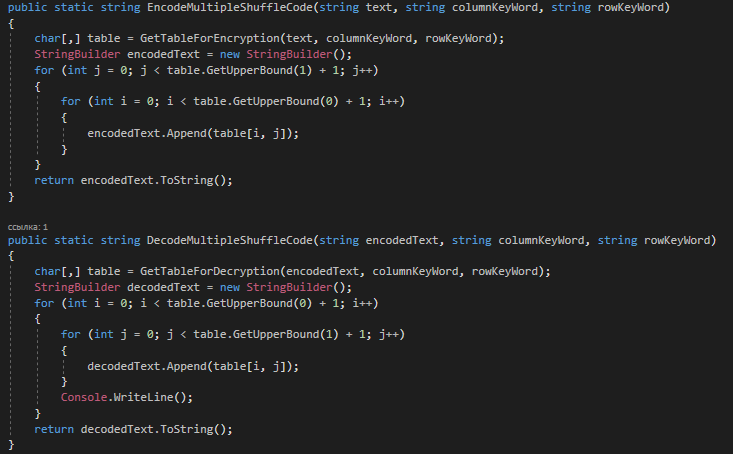 public static string EncodeMultipleShuffleCode(string text, string columnKeyWord, string rowKeyWord)
{
    char[,] table = GetTableForEncryption(text, columnKeyWord, rowKeyWord);
    StringBuilder encodedText = new StringBuilder();
    for (int j = 0; j < table.GetUpperBound(1) + 1; j++)
    {
        for (int i = 0; i < table.GetUpperBound(0) + 1; i++)
        {
            encodedText.Append(table[i, j]);
        }
    }
    return encodedText.ToString();
}
ссылка: 1
public static string DecodeMultipleShuffleCode(string encodedText, string columnKeyWord, string rowKeyWord)
{
    char[,] table = GetTableForDecryption(encodedText, columnKeyWord, rowKeyWord);
    StringBuilder decodedText = new StringBuilder();
    for (int i = 0; i < table.GetUpperBound(0) + 1; i++)
    {
        for (int j = 0; j < table.GetUpperBound(1) + 1; j++)
        {
            decodedText.Append(table[i, j]);
        }
        Console.WriteLine();
    }
    return decodedText.ToString();
}